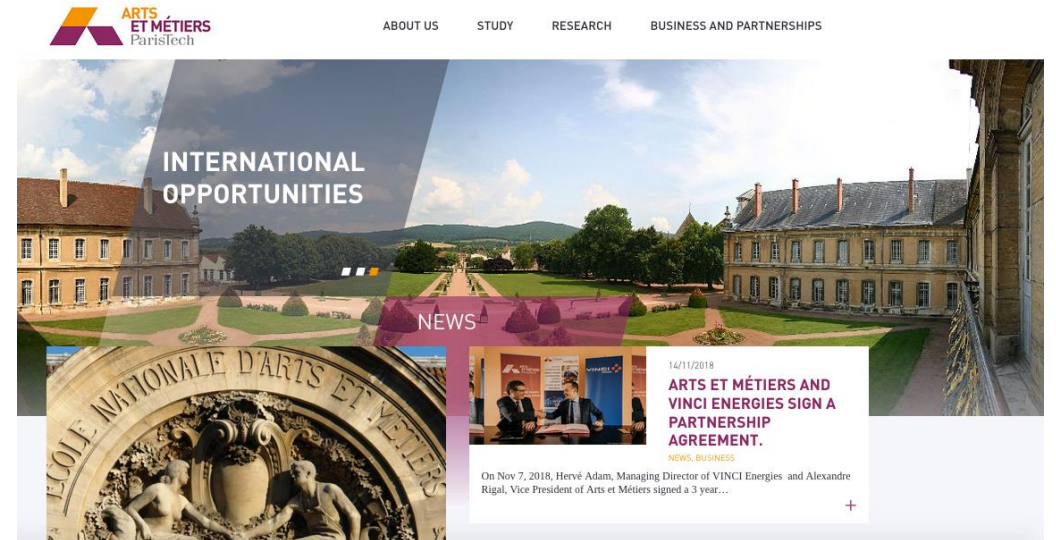 ARTS
ET MÉTIERS
ParisTech
ABOUT US STUDY RESEARCH BUSINESS AND PARTNERSHIPS
INTERNATIONAL
OPPORTUNITIES
NEWS
ECOLE NATIONALE D'ARTS ET METIERS
VINCI
14/11/2018
ARTS ET MÉTIERS AND
VINCI ENERGIES SIGN A
PARTNERSHIP
AGREEMENT.
NEWS, BUSINESS
On Nov 7, 2018, Hervé Adam, Managing Director of VINCI Energies and Alexandre
Rigal, Vice President of Arts et Métiers signed a 3 year…
+